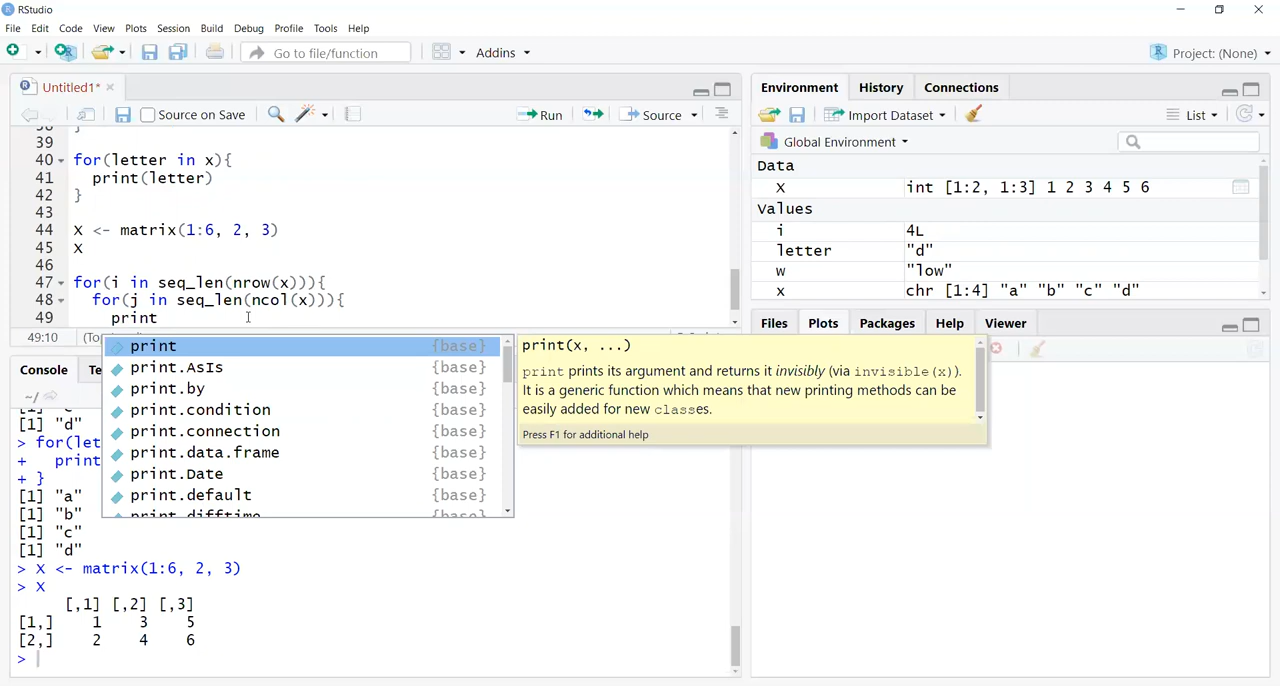 RStudio
File Edit Code View Plots Session Build Debug Profile Tools Help
Go to file/function Addins Project: (None)
Untitled1*
Source on Save Run Source
39
40 for(letter in x){
41 print(letter)
42 }
43
44 X <- matrix(1:6, 2, 3)
45 X
46
47 for(i in seq_len(nrow(x))){
48 for(j in seq_len(ncol(x))){
49 print
49:10 (Top
print {base}
print.AsIs {base}
print.by {base}
print.condition {base}
print.connection {base}
print.data.frame {base}
print.Date {base}
print.default {base}
print.difftime {base}
print(x, ...)
print prints its argument and returns it invisibly (via invisible(x)).
It is a generic function which means that new printing methods can be
easily added for new classes.
Press F1 for additional help
Console Te
~/
[1] "d"
> for(let
+ print
+ }
[1] "a"
[1] "b"
[1] "c"
[1] "d"
> X <- matrix(1:6, 2, 3)
> X
[,1] [,2] [,3]
[1,] 1 3 5
[2,] 2 4 6
>
Environment History Connections
Import Dataset List
Global Environment
Data
X int [1:2, 1:3] 1 2 3 4 5 6
Values
i 4L
letter "d"
w "low"
x chr [1:4] "a" "b" "c" "d"
Files Plots Packages Help Viewer